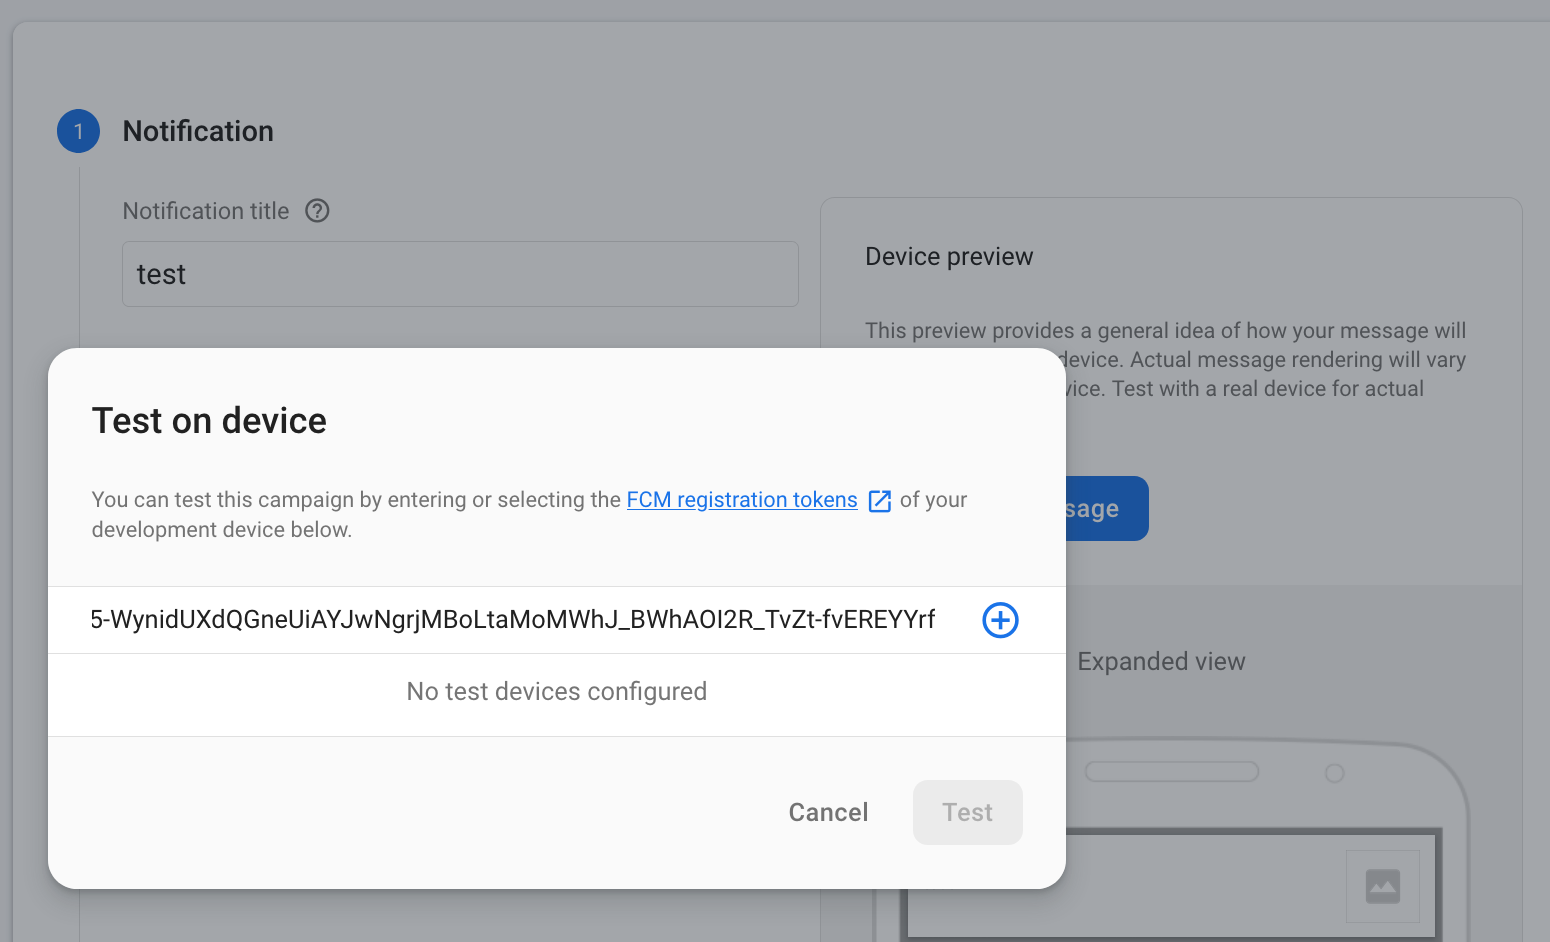 1 Notification
Notification title ?
test
Device preview
This preview provides a general idea of how your message will
device. Actual message rendering will vary
vice. Test with a real device for actual
sage
Expanded view
Test on device
You can test this campaign by entering or selecting the FCM registration tokens of your
development device below.
5-WynidUXdQGneUiAYJwNgrjMBoLtaMoMWhJ_BWhAOI2R_TvZt-fvEREYYrf
No test devices configured
Cancel Test